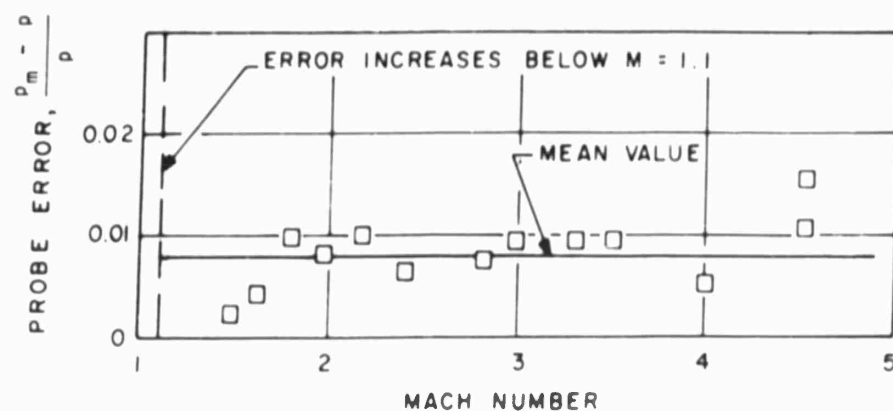 PROBE ERROR, pm - p / p
ERROR INCREASES BELOW M = 1.1
MEAN VALUE
0.02
0.01
0
1 2 3 4 5
MACH NUMBER